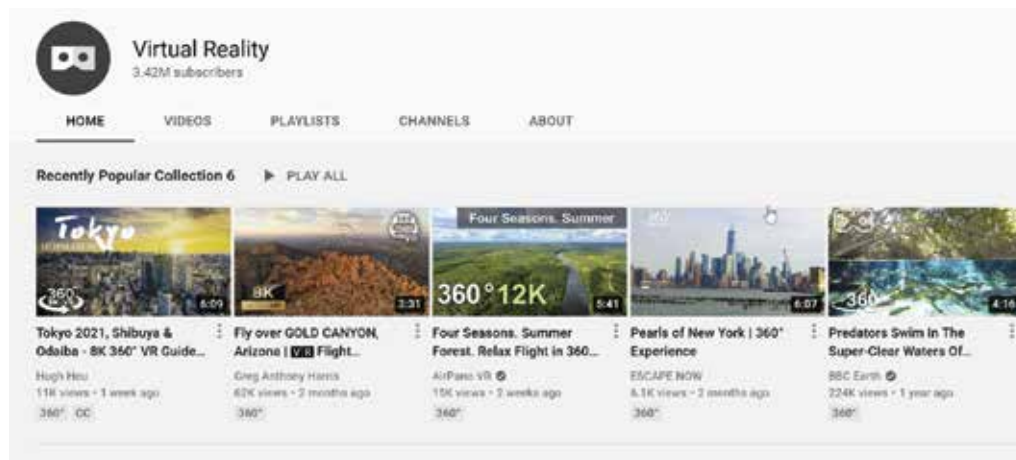 Virtual Reality
3.42M subscribers
HOME VIDEOS PLAYLISTS CHANNELS ABOUT
Recently Popular Collection 6 PLAY ALL
Tokyo
360°
6:09
8K
3:31
Four Seasons. Summer
360° 12K
5:41
360°
6:07
360°
4:16
Tokyo 2021, Shibuya &
Odaiba - 8K 360° VR Guide...
Hugh Hou
11K views • 1 week ago
360° CC
Fly over GOLD CANYON,
Arizona | VR Flight...
Greg Anthony Harris
62K views • 2 months ago
360°
Four Seasons. Summer
Forest. Relax Flight in 360...
AirPano VR
15K views • 2 weeks ago
360°
Pearls of New York | 360°
Experience
ESCAPE NOW
6.1K views • 2 months ago
360°
Predators Swim In The
Super-Clear Waters Of...
BBC Earth
224K views • 1 year ago
360°